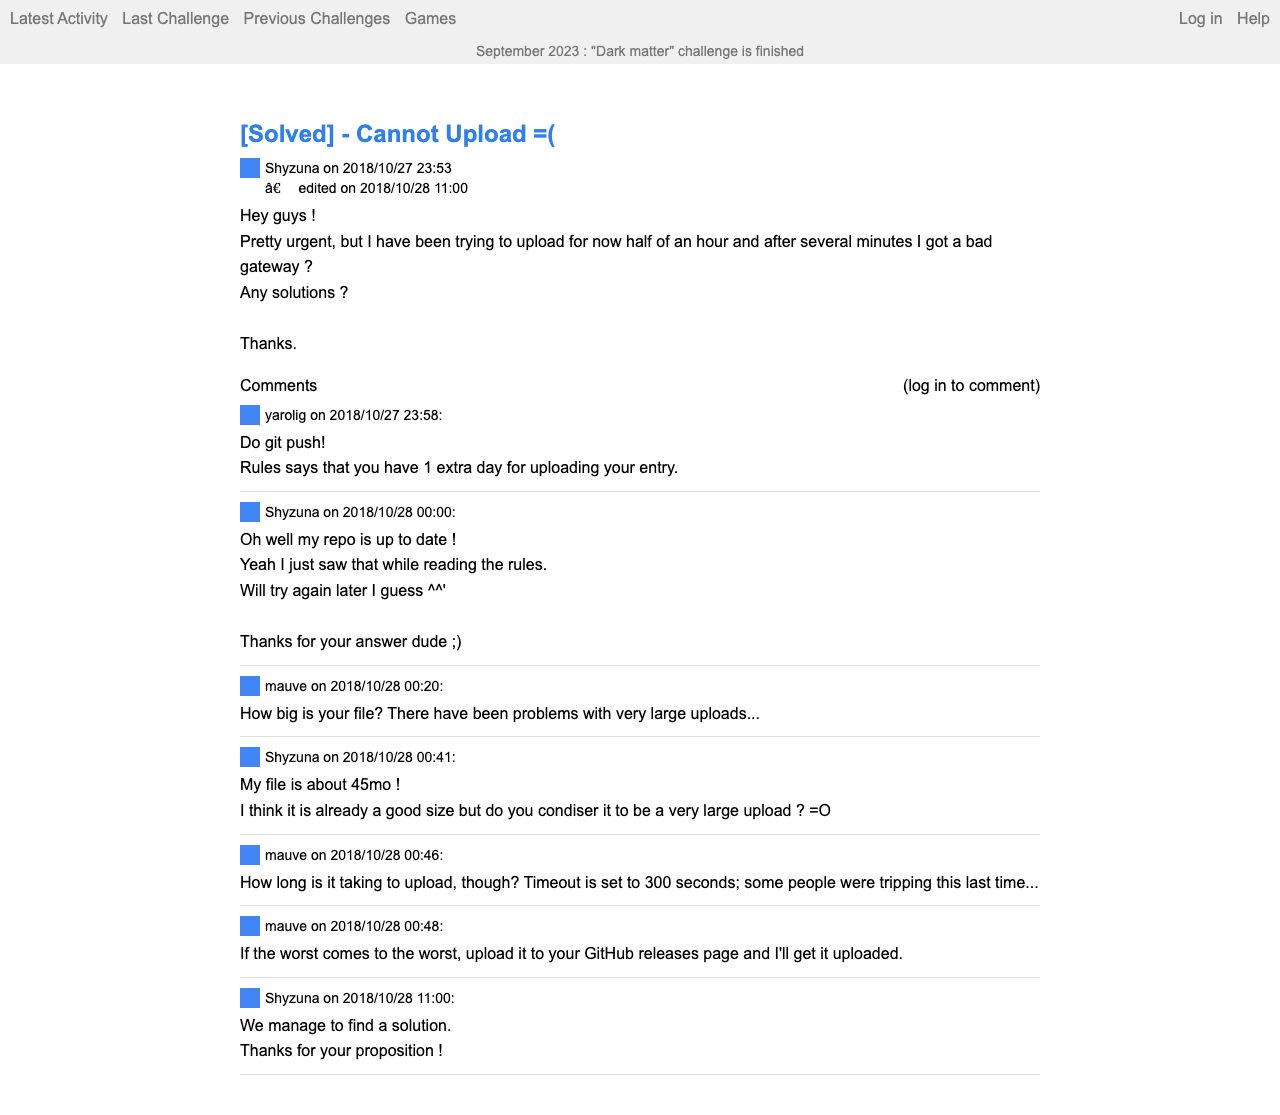 Latest Activity Last Challenge Previous Challenges Games Log in Help
September 2023 : "Dark matter" challenge is finished
[Solved] - Cannot Upload =(
Shyzuna on 2018/10/27 23:53
â€ edited on 2018/10/28 11:00
Hey guys !
Pretty urgent, but I have been trying to upload for now half of an hour and after several minutes I got a bad
gateway ?
Any solutions ?
Thanks.
Comments (log in to comment)
yarolig on 2018/10/27 23:58:
Do git push!
Rules says that you have 1 extra day for uploading your entry.
Shyzuna on 2018/10/28 00:00:
Oh well my repo is up to date !
Yeah I just saw that while reading the rules.
Will try again later I guess ^^'
Thanks for your answer dude ;)
mauve on 2018/10/28 00:20:
How big is your file? There have been problems with very large uploads...
Shyzuna on 2018/10/28 00:41:
My file is about 45mo !
I think it is already a good size but do you condiser it to be a very large upload ? =O
mauve on 2018/10/28 00:46:
How long is it taking to upload, though? Timeout is set to 300 seconds; some people were tripping this last time...
mauve on 2018/10/28 00:48:
If the worst comes to the worst, upload it to your GitHub releases page and I'll get it uploaded.
Shyzuna on 2018/10/28 11:00:
We manage to find a solution.
Thanks for your proposition !